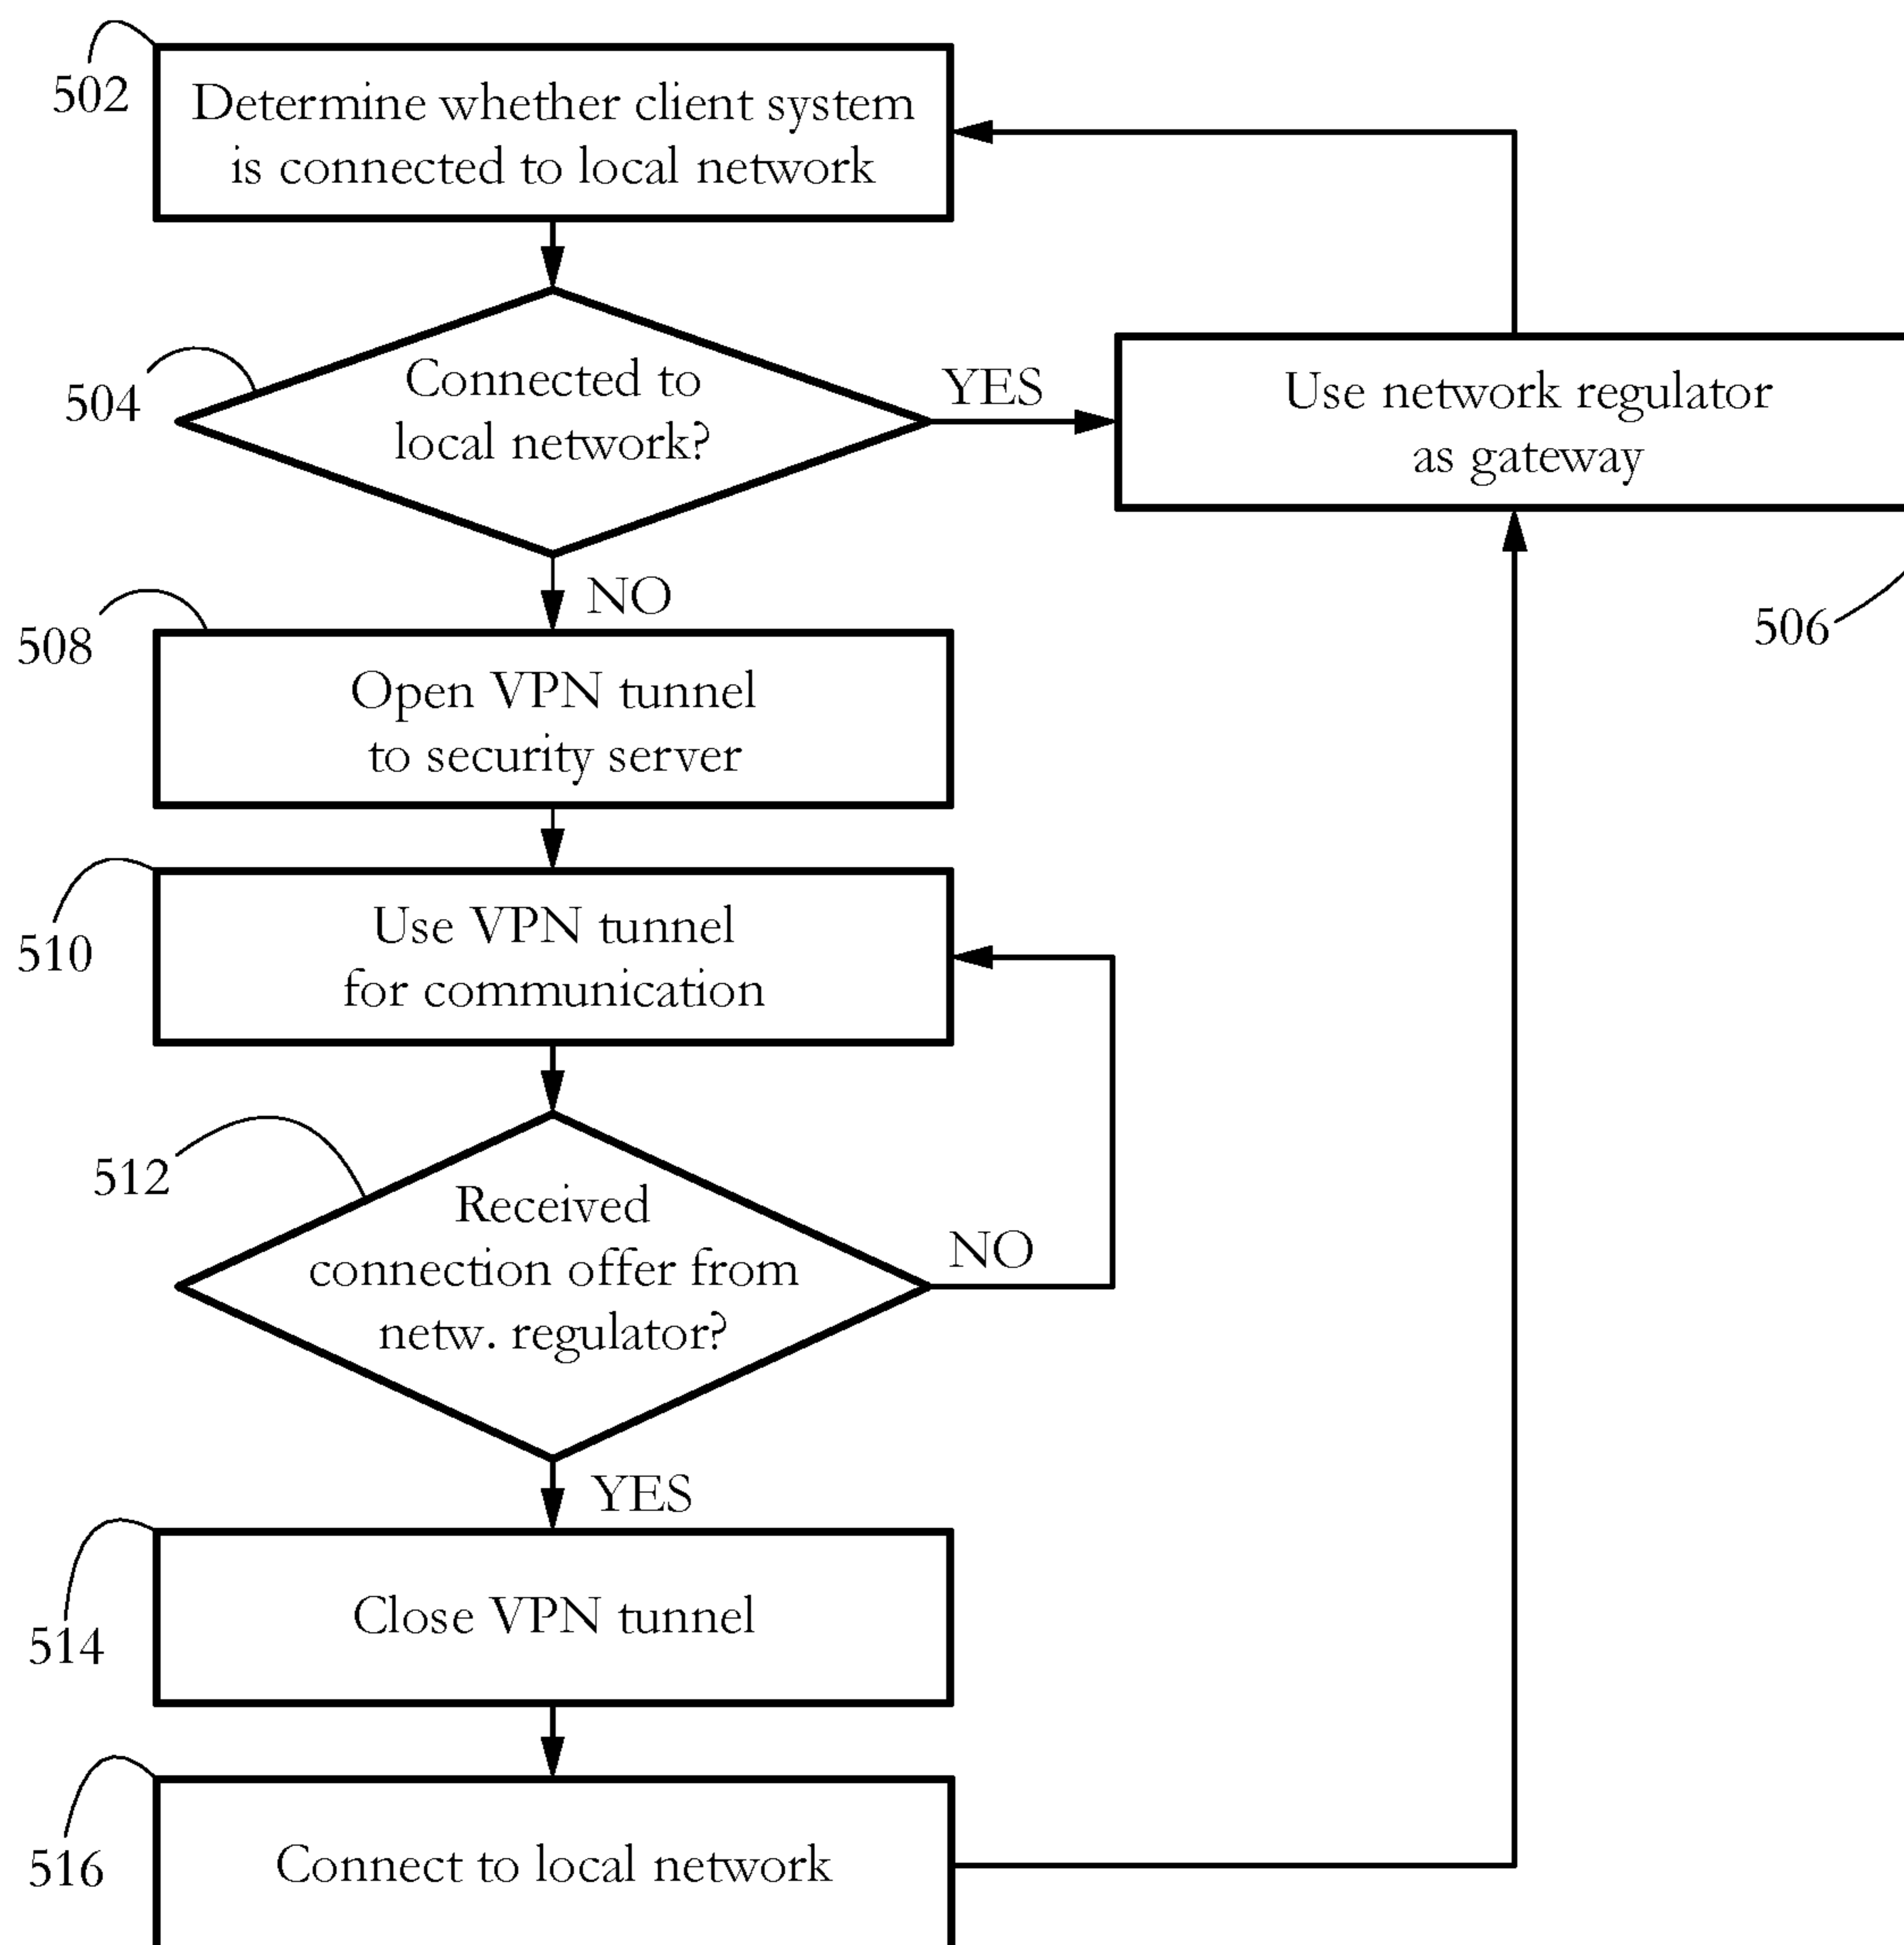 502
Determine whether client system
is connected to local network
504
Connected to
local network?
YES
Use network regulator
as gateway
506
NO
508
Open VPN tunnel
to security server
510
Use VPN tunnel
for communication
512
Received
connection offer from
netw. regulator?
NO
YES
514
Close VPN tunnel
516
Connect to local network